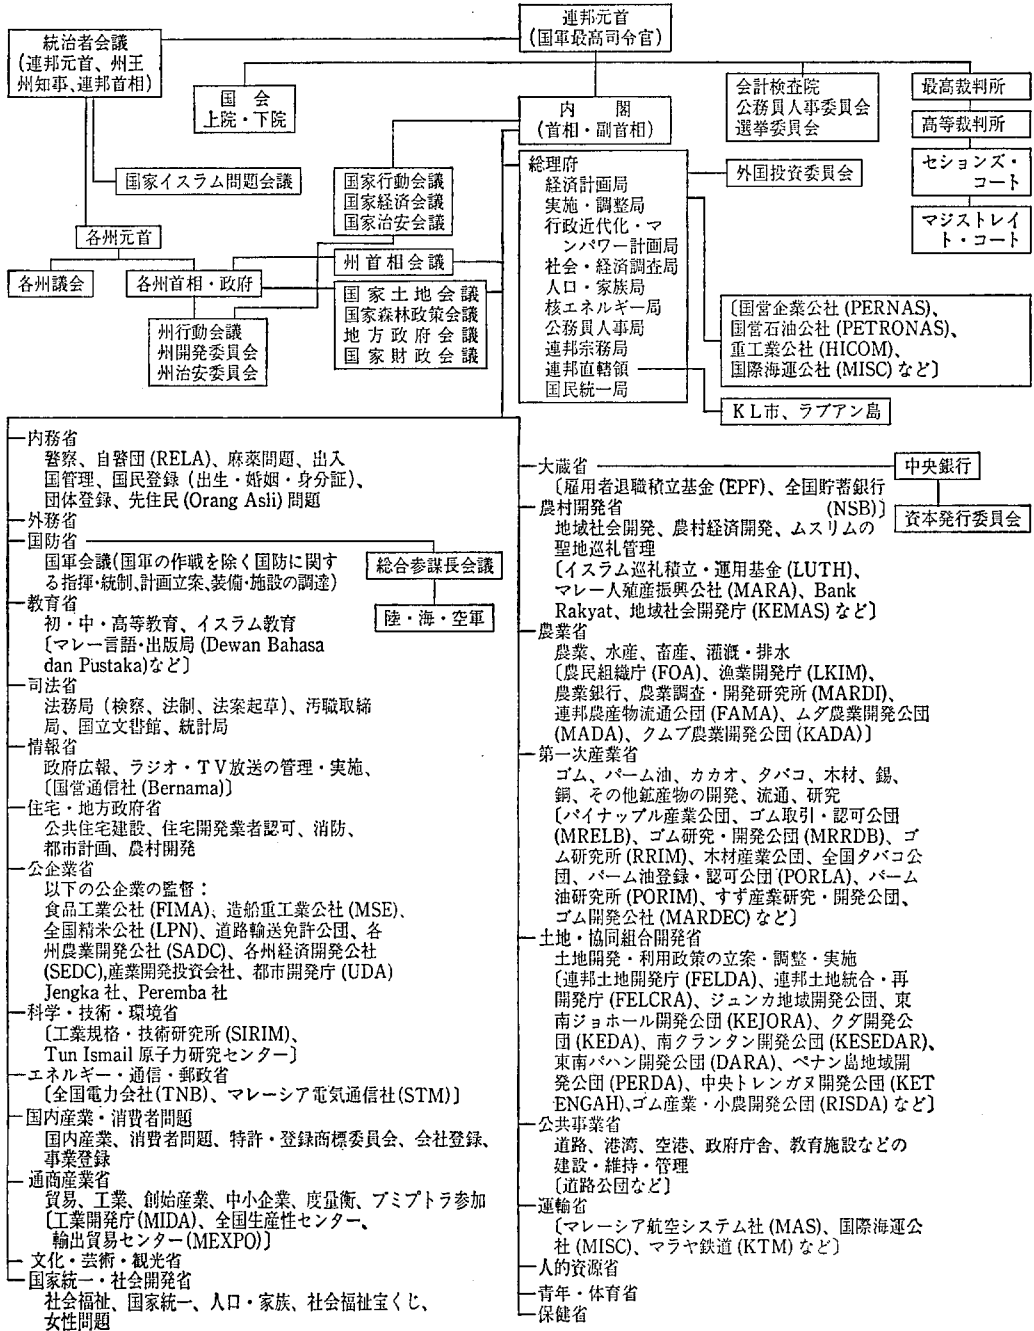 連邦元首
(国軍最高司令官)
統治者会議
(連邦元首、州王
州知事、連邦首相)
国会
上院・下院
内閣
(首相・副首相)
会計検査院
公務員人事委員会
選挙委員会
最高裁判所
高等裁判所
セションズ・
コート
マジストレイ
ト・コート
国家イスラム問題会議
国家行動会議
国家経済会議
国家治安会議
総理府
経済計画局
実施・調整局
行政近代化・マ
ンパワー計画局
社会・経済調査局
人口・家族局
核エネルギー局
公務員人事局
連邦宗務局
連邦直轄領
国民統一局
外国投資委員会
各州元首
各州議会
各州首相・政府
州首相会議
国家土地会議
国家森林政策会議
地方政府会議
国家財政会議
州行動会議
州開発委員会
州治安委員会
〔国営企業公社(PERNAS)、
国営石油公社(PETRONAS)、
重工業公社(HICOM)、
国際海運公社(MISC)など〕
KL市、ラブアン島
内務省
警察、自警団(RELA)、麻薬問題、出入
国管理、国民登録(出生・婚姻・身分証)、
団体登録、先住民(Orang Asli)問題
外務省
国防省
国軍会議(国軍の作戦を除く国防に関す
る指揮・統制、計画立案、装備・施設の調達)
総合参謀長会議
陸・海・空軍
教育省
初・中・高等教育、イスラム教育
〔マレー言語・出版局(Dewan Bahasa
dan Pustaka)など〕
司法省
法務局(検察、法制、法案起草)、汚職取締
局、国立文書館、統計局
情報省
政府広報、ラジオ・TV放送の管理・実施、
〔国営通信社(Bernama)〕
住宅・地方政府省
公共住宅建設、住宅開発業者認可、消防、
都市計画、農村開発
公企業省
以下の公企業の監督：
食品工業公社(FIMA)、造船重工業公社(MSE)、
全国精米公社(LPN)、道路輸送免許公団、各
州農業開発公社(SADC)、各州経済開発公社
(SEDC),産業開発投資会社、都市開発庁(UDA)
Jengka社、Peremba社
科学・技術・環境省
〔工業規格・技術研究所(SIRIM)、
Tun Ismail原子力研究センター〕
エネルギー・通信・郵政省
〔全国電力会社(TNB)、マレーシア電気通信社(STM)〕
国内産業・消費者問題
国内産業、消費者問題、特許・登録商標委員会、会社登録、
事業登録
通商産業省
貿易、工業、創始産業、中小企業、度量衡、ブミプトラ参加
〔工業開発庁(MIDA)、全国生産性センター、
輸出貿易センター(MEXPO)〕
文化・芸術・観光省
国家統一・社会開発省
社会福祉、国家統一、人口・家族、社会福祉宝くじ、
女性問題
大蔵省
中央銀行
資本発行委員会
〔雇用者退職積立基金(EPF)、全国貯蓄銀行
(NSB)〕
農村開発省
地域社会開発、農村経済開発、ムスリムの
聖地巡礼管理
〔イスラム巡礼積立・運用基金(LUTH)、
マレー人殖産振興公社(MARA)、Bank
Rakyat、地域社会開発庁(KEMAS)など〕
農業省
農業、水産、畜産、灌漑・排水
〔農民組織庁(FOA)、漁業開発庁(LKIM)、
農業銀行、農業調査・開発研究所(MARDI)、
連邦農産物流通公団(FAMA)、ムダ農業開発公団
(MADA)、クムブ農業開発公団(KADA)〕
第一次産業省
ゴム、パーム油、カカオ、タバコ、木材、錫、
銅、その他鉱産物の開発、流通、研究
〔パイナップル産業公団、ゴム取引・認可公団
(MRELB)、ゴム研究・開発公団(MRRDB)、ゴ
ム研究所(RRIM)、木材産業公団、全国タバコ公
団、パーム油登録・認可公団(PORLA)、パーム
油研究所(PORIM)、すず産業研究・開発公団、
ゴム開発公社(MARDEC)など〕
土地・協同組合開発省
土地開発・利用政策の立案・調整・実施
〔連邦土地開発庁(FELDA)、連邦土地統合・再
開発庁(FELCRA)、ジェンカ地域開発公団、東
南ジョホール開発公団(KEJORA)、クダ開発公
団(KEDA)、南クランタン開発公団(KESEDAR)、
東南パハン開発公団(DARA)、ペナン島地域開
発公団(PERDA)、中央トレンガヌ開発公団(KET
ENGAH)、ゴム産業・小農開発公団(RISDA)など〕
公共事業省
道路、港湾、空港、政府庁舎、教育施設などの
建設・維持・管理
〔道路公団など〕
運輸省
〔マレーシア航空システム社(MAS)、国際海運公
社(MISC)、マラヤ鉄道(KTM)など〕
人的資源省
青年・体育省
保健省